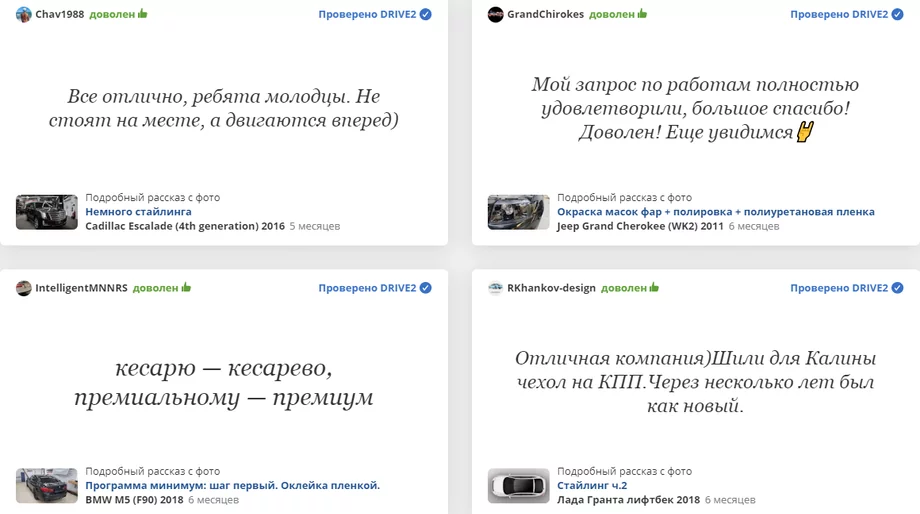 Chav1988 доволен
Проверено DRIVE2
Все отлично, ребята молодцы. Не
стоят на месте, а двигаются вперед)
Подробный рассказ с фото
Немного стайлинга
Cadillac Escalade (4th generation) 2016 5 месяцев
GrandChirokes доволен
Проверено DRIVE2
Мой запрос по работам полностью
удовлетворили, большое спасибо!
Доволен! Еще увидимся🤘
Подробный рассказ с фото
Окраска масок фар + полировка + полиуретановая пленка
Jeep Grand Cherokee (WK2) 2011 6 месяцев
IntelligentMNNRS доволен
Проверено DRIVE2
кесарю — кесарево,
премиальному — премиум
Подробный рассказ с фото
Программа минимум: шаг первый. Оклейка пленкой.
BMW M5 (F90) 2018 6 месяцев
RKhankov-design доволен
Проверено DRIVE2
Отличная компания)Шили для Калины
чехол на КПП.Через несколько лет был
как новый.
Подробный рассказ с фото
Стайлинг ч.2
Лада Гранта лифтбек 2018 6 месяцев